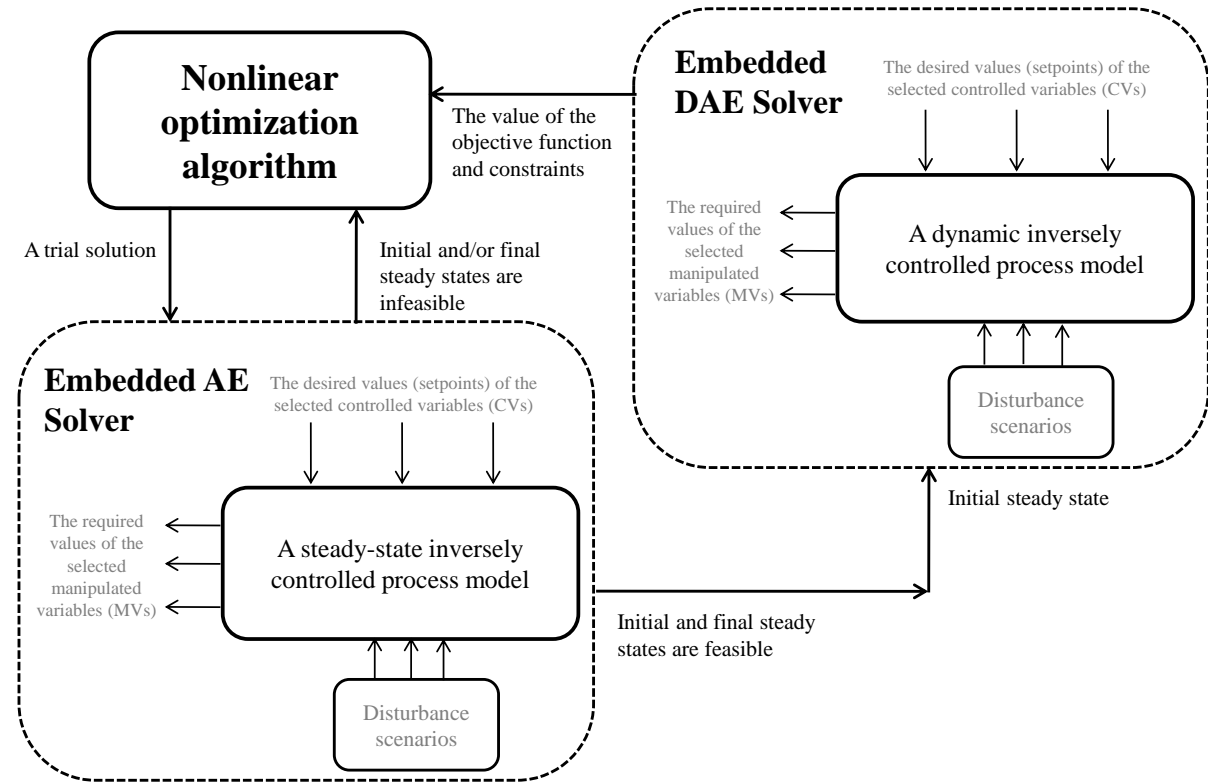 Nonlinear
optimization
algorithm
The value of the
objective function
and constraints
Embedded
DAE Solver
The desired values (setpoints) of the
selected controlled variables (CVs)
The required
values of the
selected
manipulated
variables (MVs)
A dynamic inversely
controlled process model
Disturbance
scenarios
A trial solution
Initial and/or final
steady states are
infeasible
Embedded AE
Solver
The desired values (setpoints) of the
selected controlled variables (CVs)
The required
values of the
selected
manipulated
variables (MVs)
A steady-state inversely
controlled process model
Disturbance
scenarios
Initial steady state
Initial and final steady
states are feasible